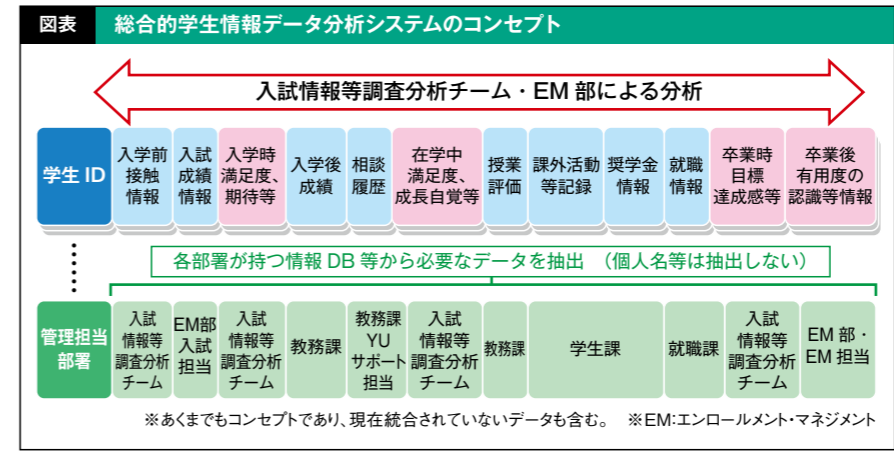 図表 総合的学生情報データ分析システムのコンセプト
入試情報等調査分析チーム・EM部による分析
学生ID
入学前
接触
情報
入試
成績
情報
入学時
満足度、
期待等
入学後
成績
相談
履歴
在学中
満足度、
成長自覚等
授業
評価
課外活動
等記録
奨学金
情報
就職
情報
卒業時
目標
達成感等
卒業後
有用度の
認識等情報
各部署が持つ情報DB等から必要なデータを抽出 (個人名等は抽出しない)
管理担当
部署
入試
情報等
調査分析
チーム
EM部
入試
担当
入試
情報等
調査分析
チーム
教務課
教務課
YU
サポート
担当
入試
情報等
調査分析
チーム
教務課
学生課
就職課
入試
情報等
調査分析
チーム
EM部・
EM担当
※あくまでもコンセプトであり、現在統合されていないデータも含む。 ※EM:エンロールメント・マネジメント